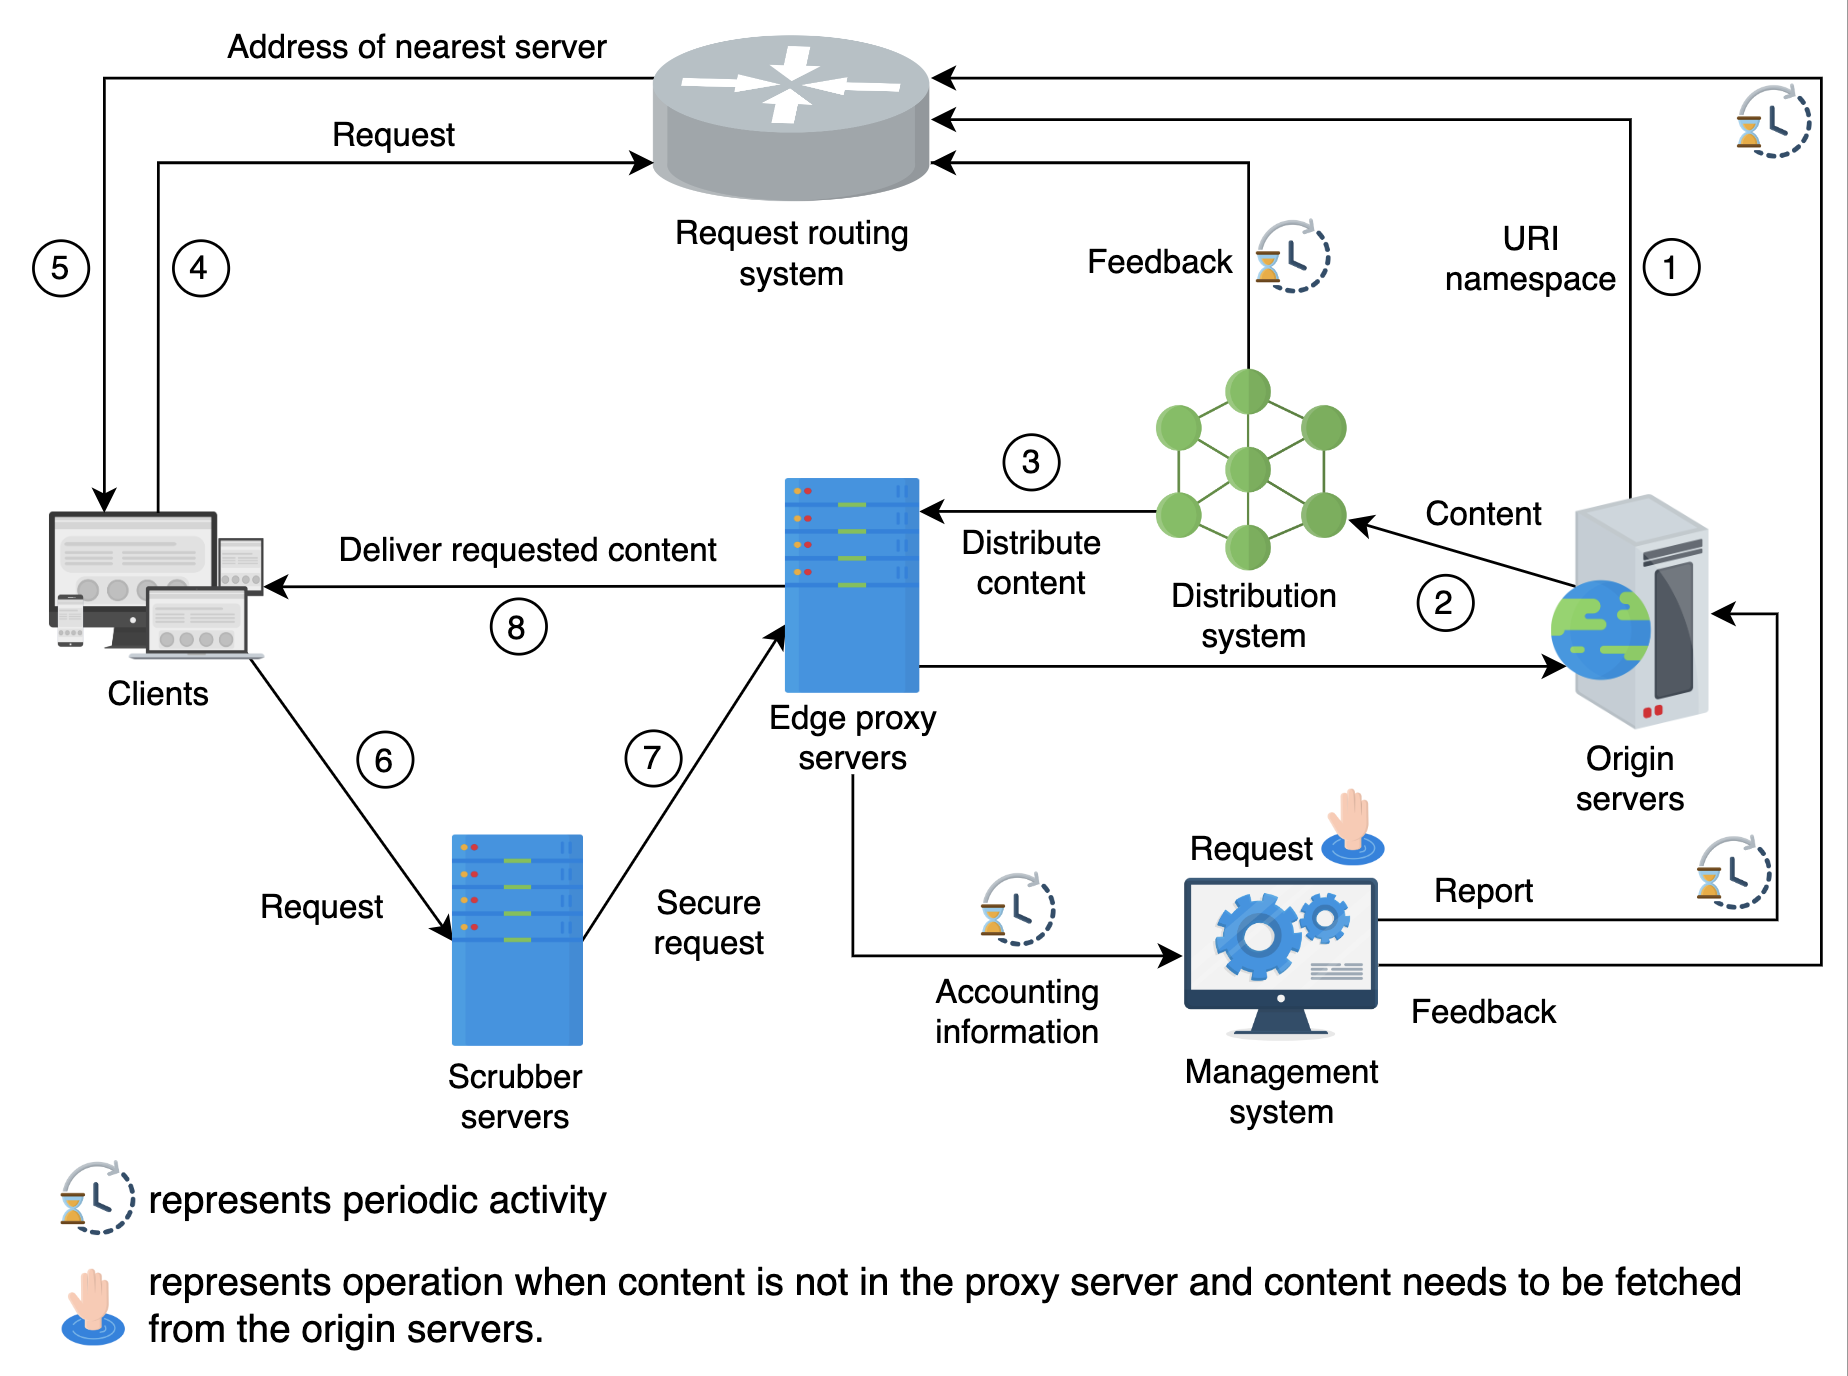 Address of nearest server
Request
Request routing
system
5
4
Feedback
URI
namespace
1
3
Content
Distribute
content
2
Distribution
system
Deliver requested content
8
Clients
Edge proxy
servers
Origin
servers
6
7
Request
Secure
request
Request
Report
Accounting
information
Feedback
Scrubber
servers
Management
system
represents periodic activity
represents operation when content is not in the proxy server and content needs to be fetched
from the origin servers.